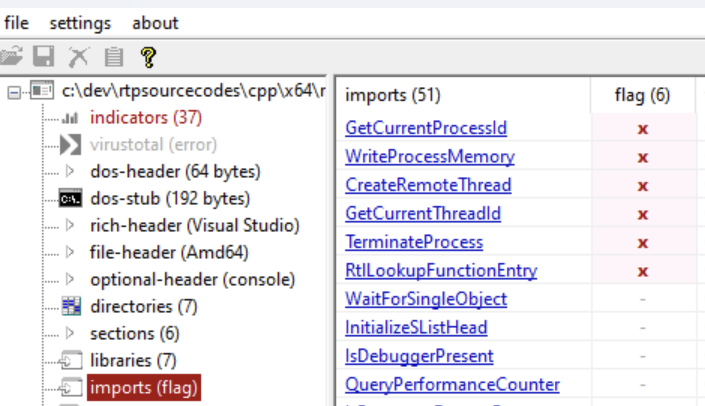 file settings about
c:\dev\rtpsourcecodes\cpp\x64\r
indicators (37)
virustotal (error)
dos-header (64 bytes)
dos-stub (192 bytes)
rich-header (Visual Studio)
file-header (Amd64)
optional-header (console)
directories (7)
sections (6)
libraries (7)
imports (flag)
imports (51) flag (6)
GetCurrentProcessId x
WriteProcessMemory x
CreateRemoteThread x
GetCurrentThreadId x
TerminateProcess x
RtlLookupFunctionEntry x
WaitForSingleObject -
InitializeSListHead -
IsDebuggerPresent -
QueryPerformanceCounter -